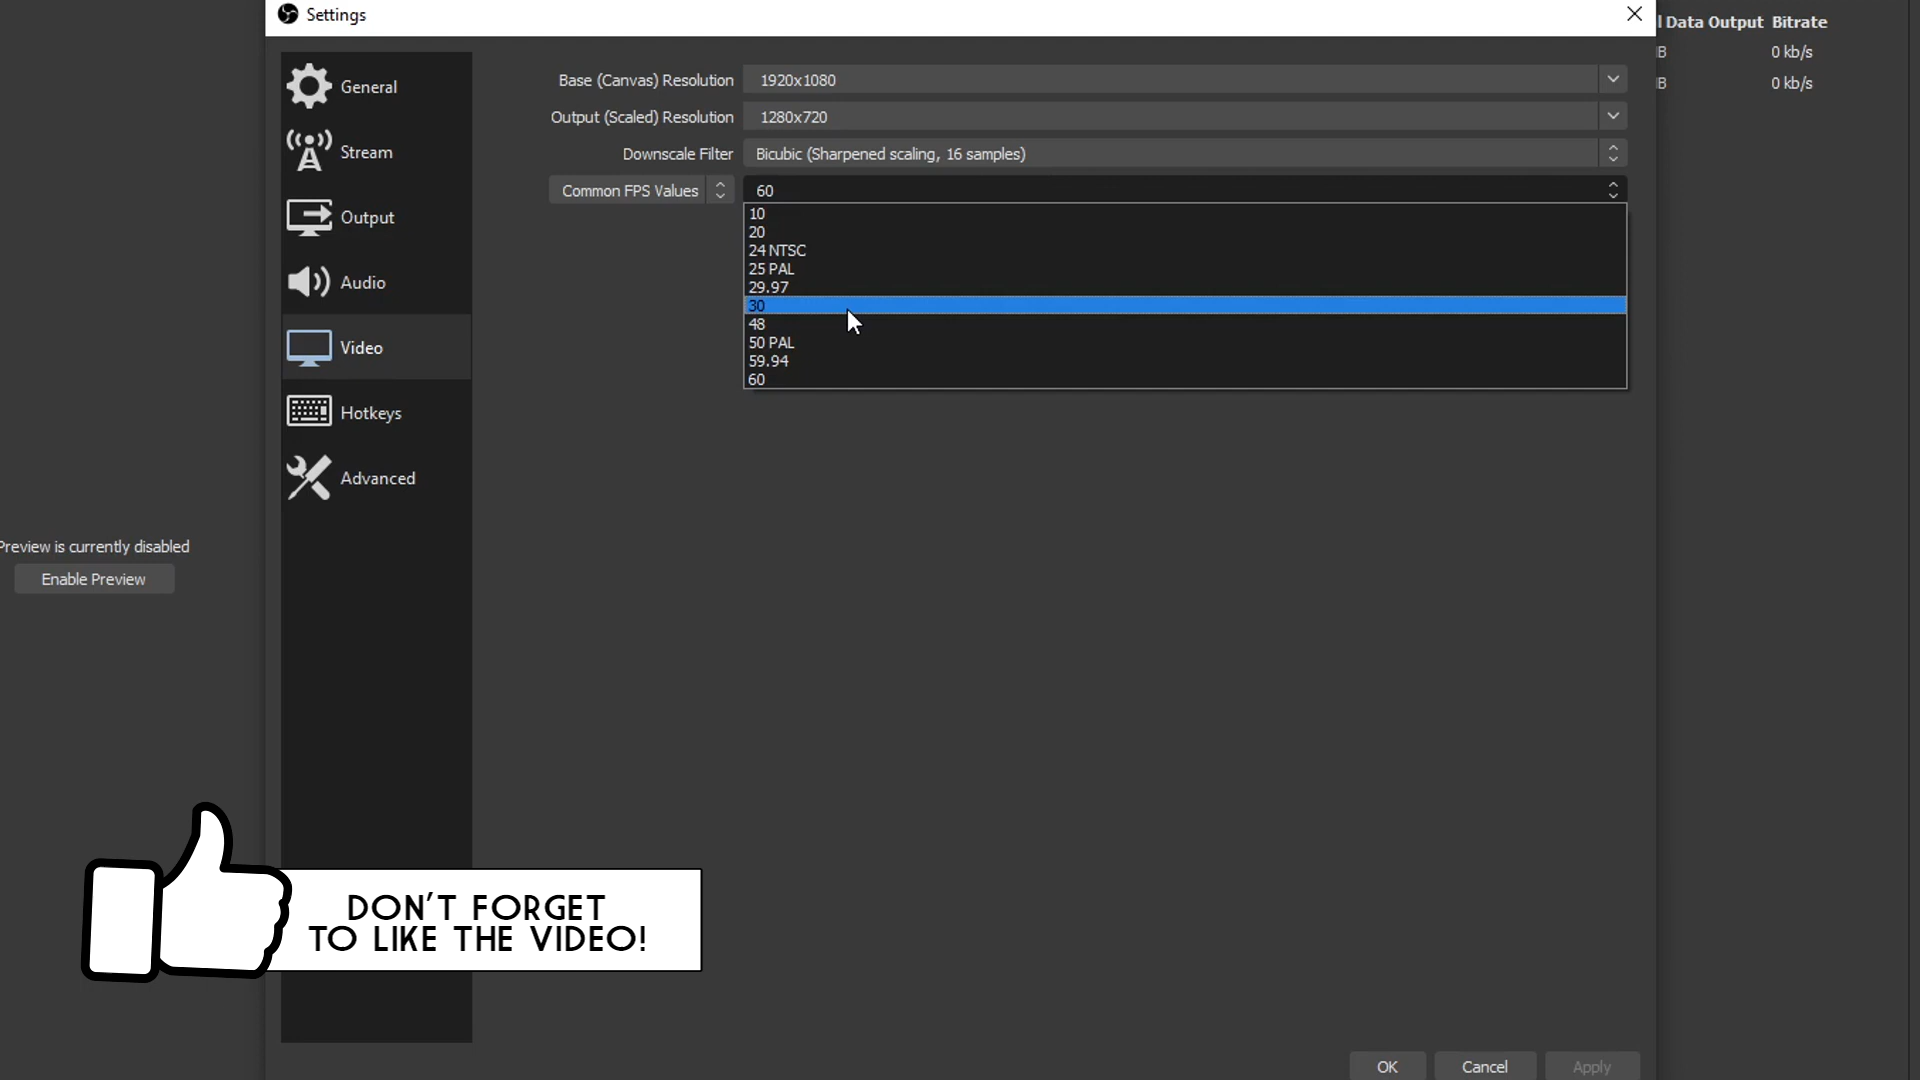 Settings
l Data Output Bitrate
IB 0 kb/s
IB 0 kb/s
General
Stream
Output
Audio
Video
Hotkeys
Advanced
Base (Canvas) Resolution 1920x1080
Output (Scaled) Resolution 1280x720
Downscale Filter Bicubic (Sharpened scaling, 16 samples)
Common FPS Values 60
10
20
24 NTSC
25 PAL
29.97
30
48
50 PAL
59.94
60
Preview is currently disabled
Enable Preview
DON'T FORGET
TO LIKE THE VIDEO!
OK Cancel Apply